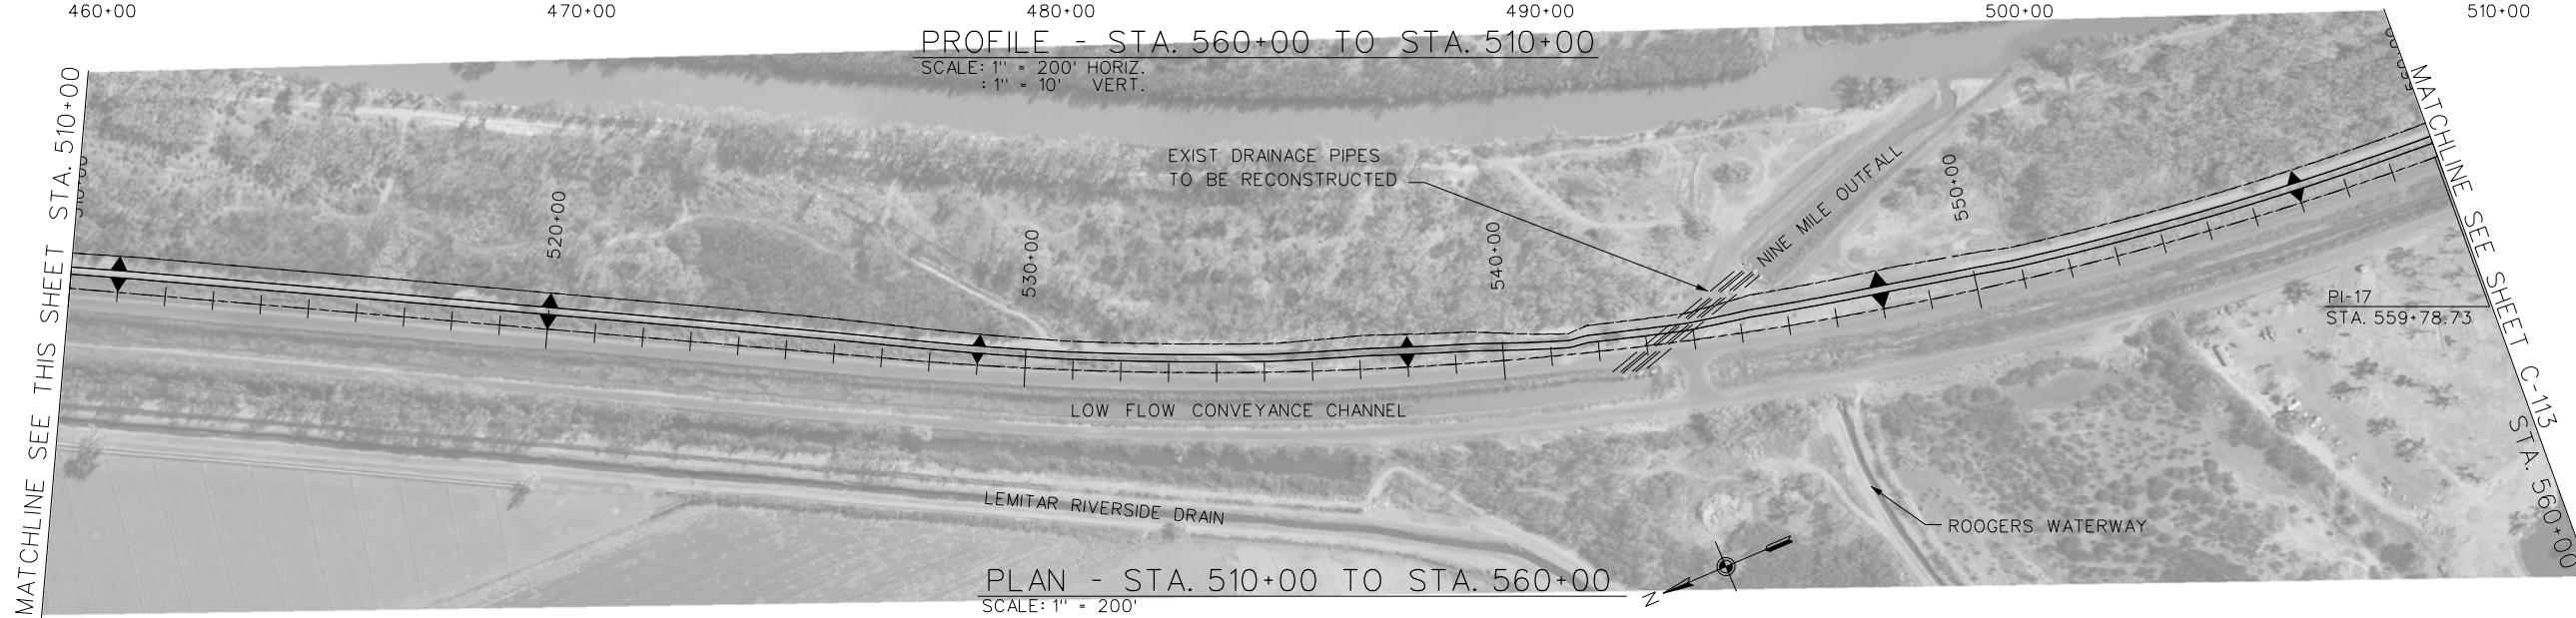 460+00 470+00 480+00 490+00 500+00 510+00
PROFILE - STA. 560+00 TO STA. 510+00
SCALE: 1" = 200' HORIZ.
: 1" = 10' VERT.
MATCHLINE SEE THIS SHEET STA. 510+00
EXIST DRAINAGE PIPES
TO BE RECONSTRUCTED
NINE MILE OUTFALL
520+00
530+00
540+00
550+00
MATCHLINE SEE SHEET C-113
STA. 560+00
PI-17
STA. 559+78.73
LOW FLOW CONVEYANCE CHANNEL
LEMITAR RIVERSIDE DRAIN
ROOGERS WATERWAY
N
PLAN - STA. 510+00 TO STA. 560+00
SCALE: 1" = 200'